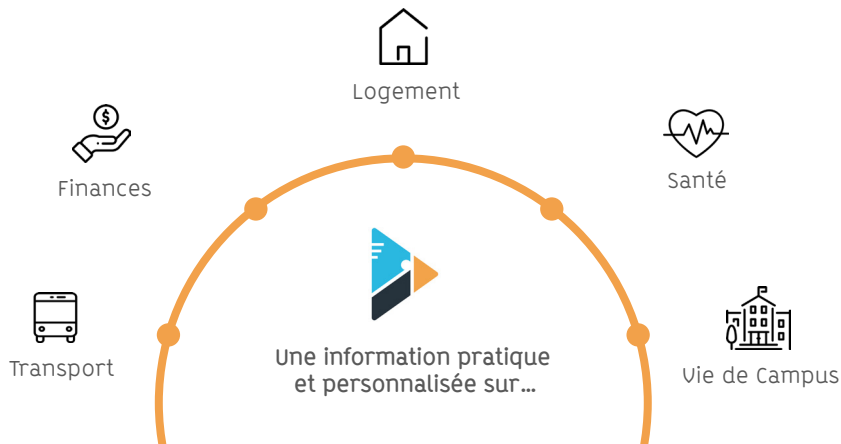 Logement
Finances
Santé
Transport
Vie de Campus
Une information pratique
et personnalisée sur…